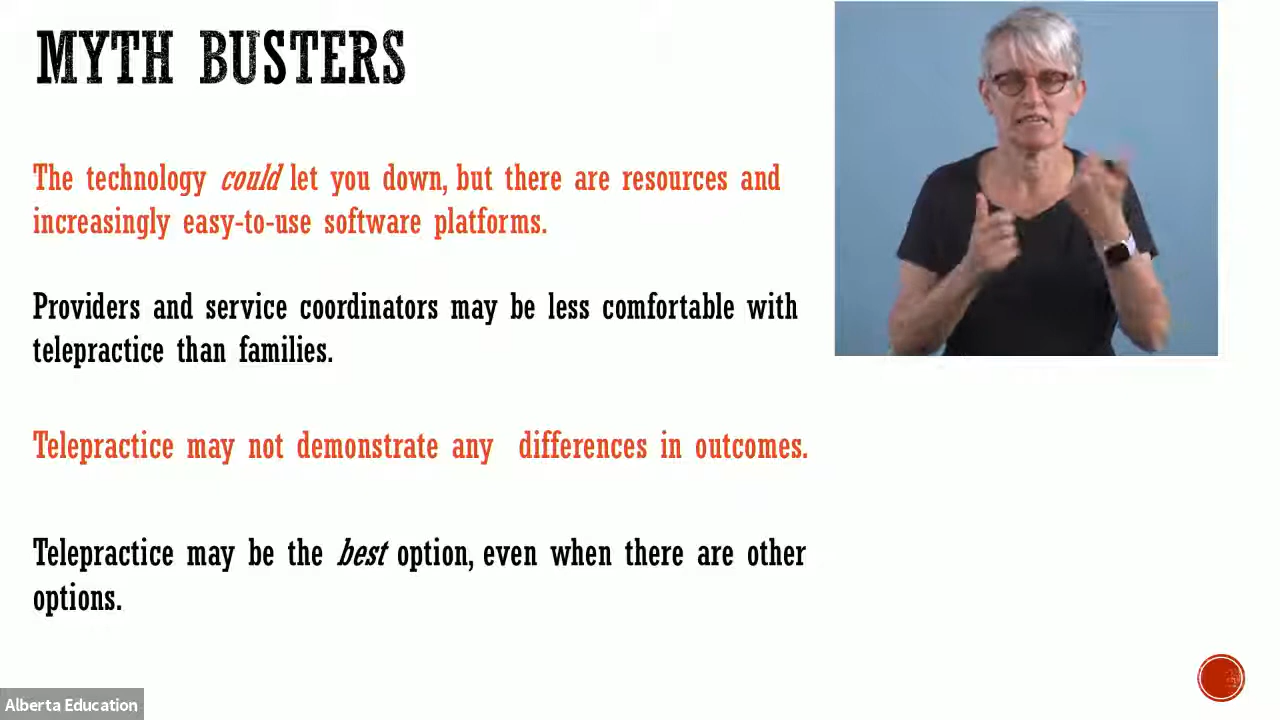 MYTH BUSTERS
The technology could let you down, but there are resources and
increasingly easy-to-use software platforms.
Providers and service coordinators may be less comfortable with
telepractice than families.
Telepractice may not demonstrate any differences in outcomes.
Telepractice may be the best option, even when there are other
options.
Alberta Education